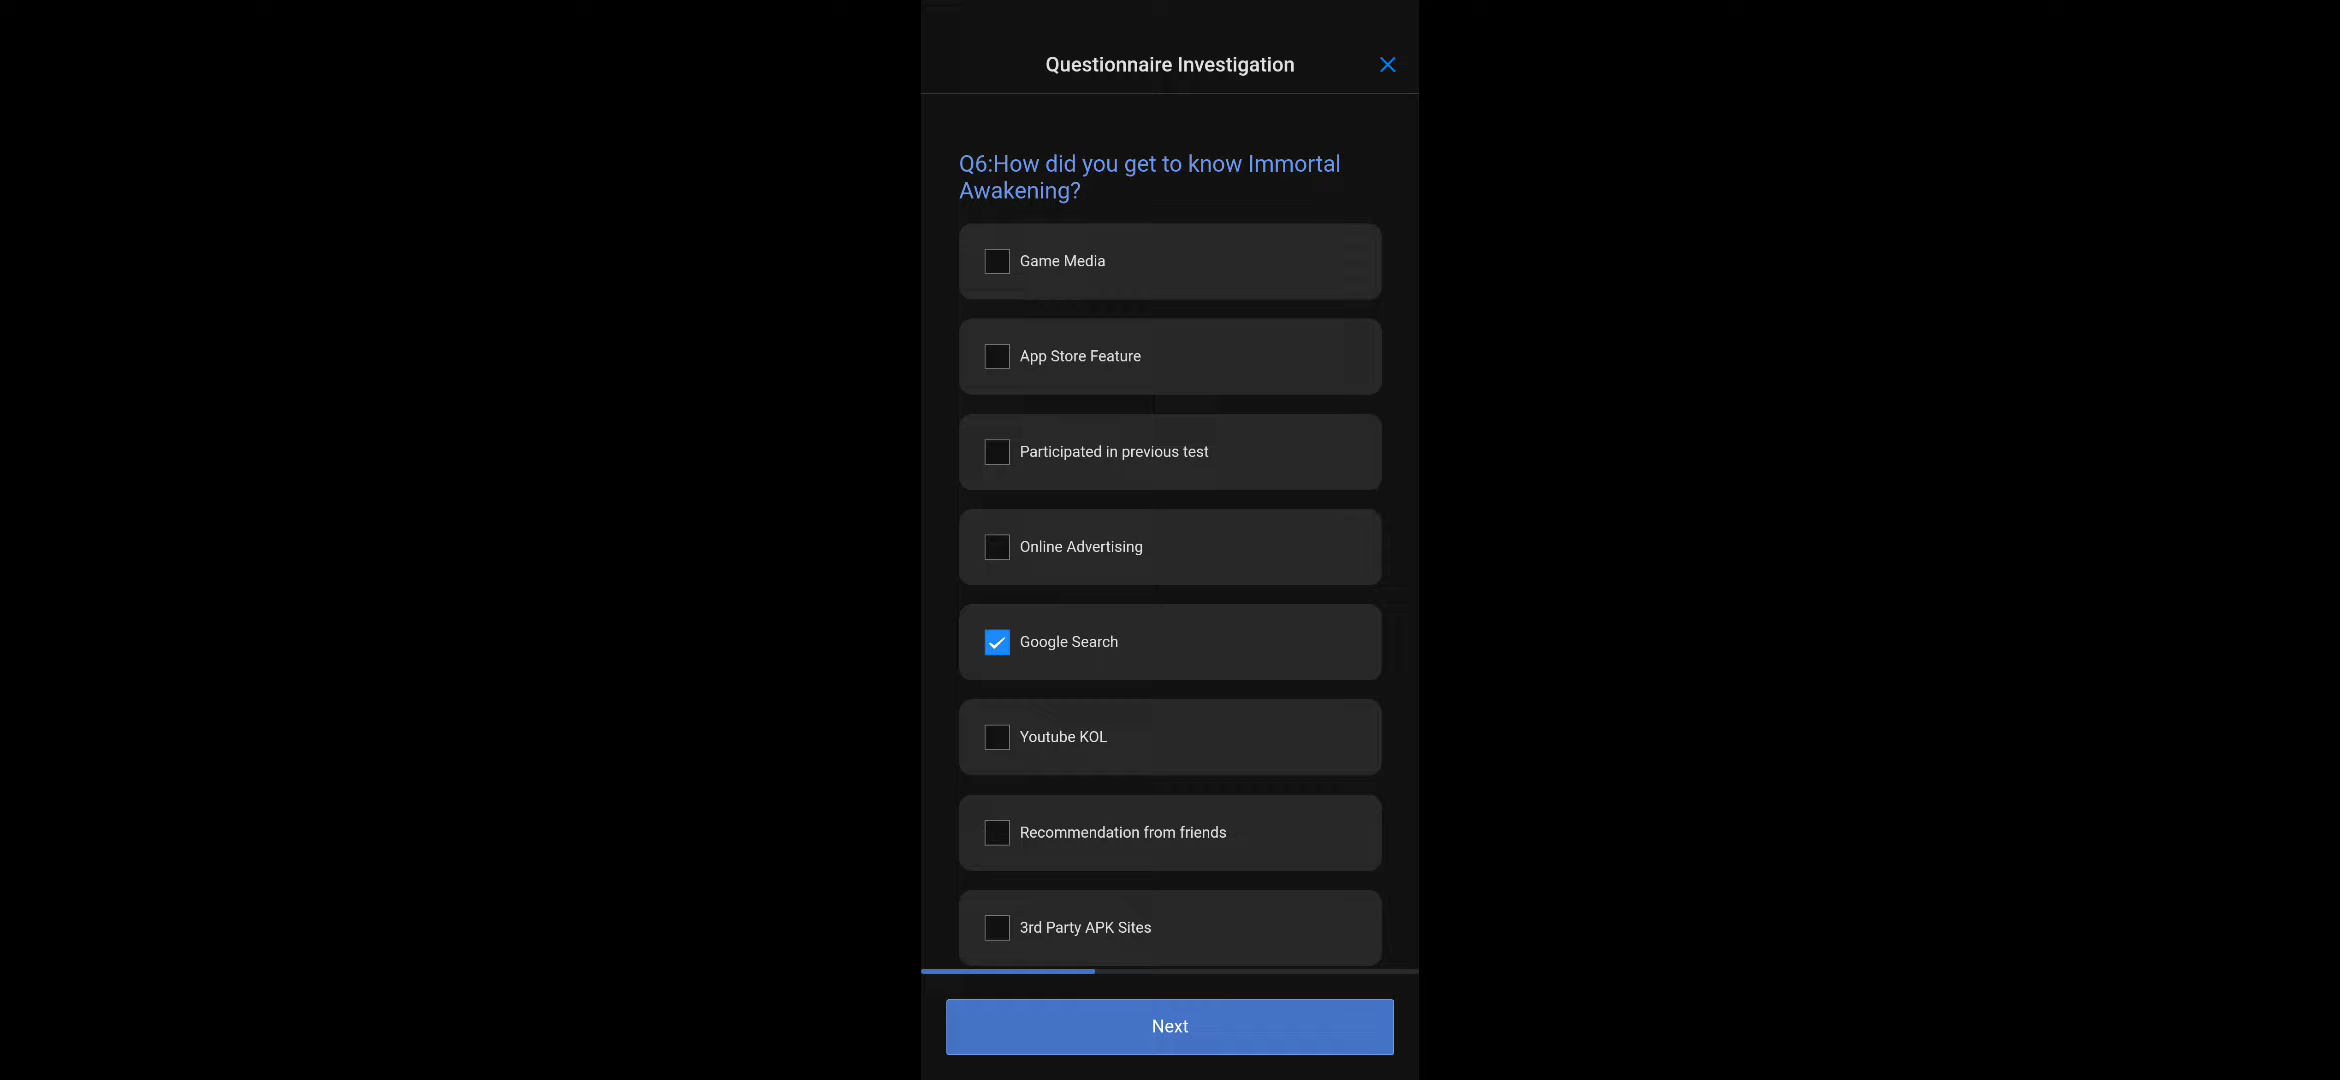 Questionnaire Investigation
Q6:How did you get to know Immortal
Awakening?
Game Media
App Store Feature
Participated in previous test
Online Advertising
Google Search
Youtube KOL
Recommendation from friends
3rd Party APK Sites
Next